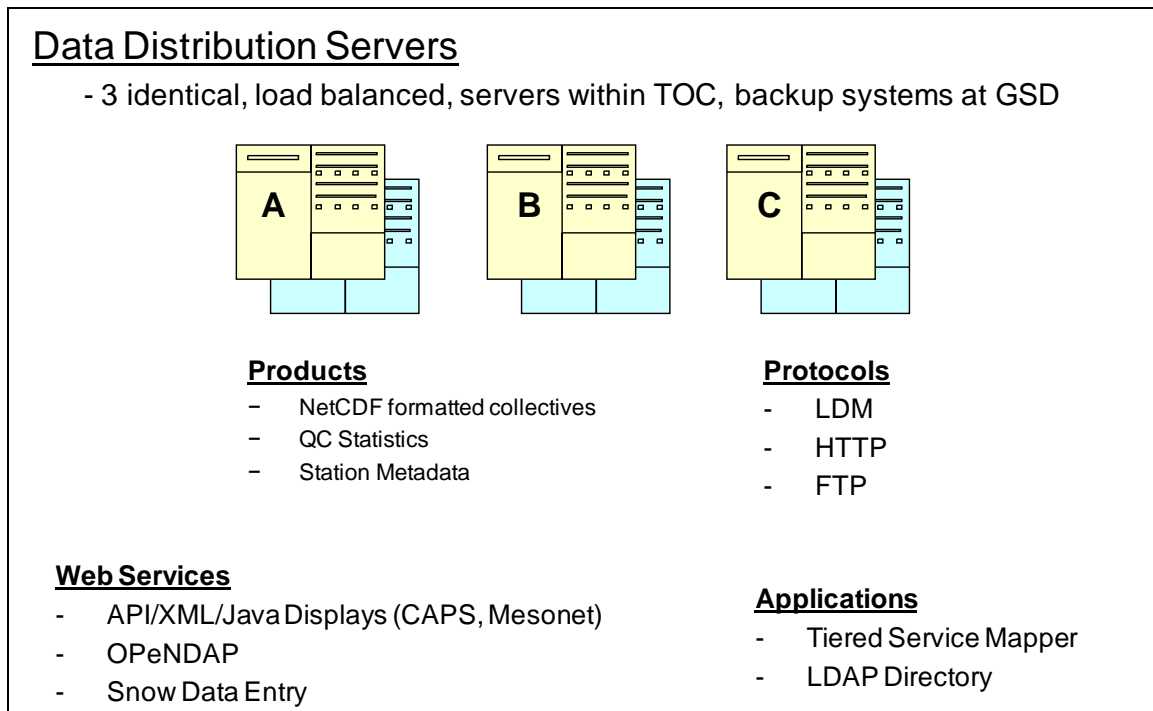 Data Distribution Servers
- 3 identical, load balanced, servers within TOC, backup systems at GSD
A B C
Products
− NetCDF formatted collectives
− QC Statistics
− Station Metadata
Protocols
- LDM
- HTTP
- FTP
Web Services
- API/XML/Java Displays (CAPS, Mesonet)
- OPeNDAP
- Snow Data Entry
Applications
- Tiered Service Mapper
- LDAP Directory